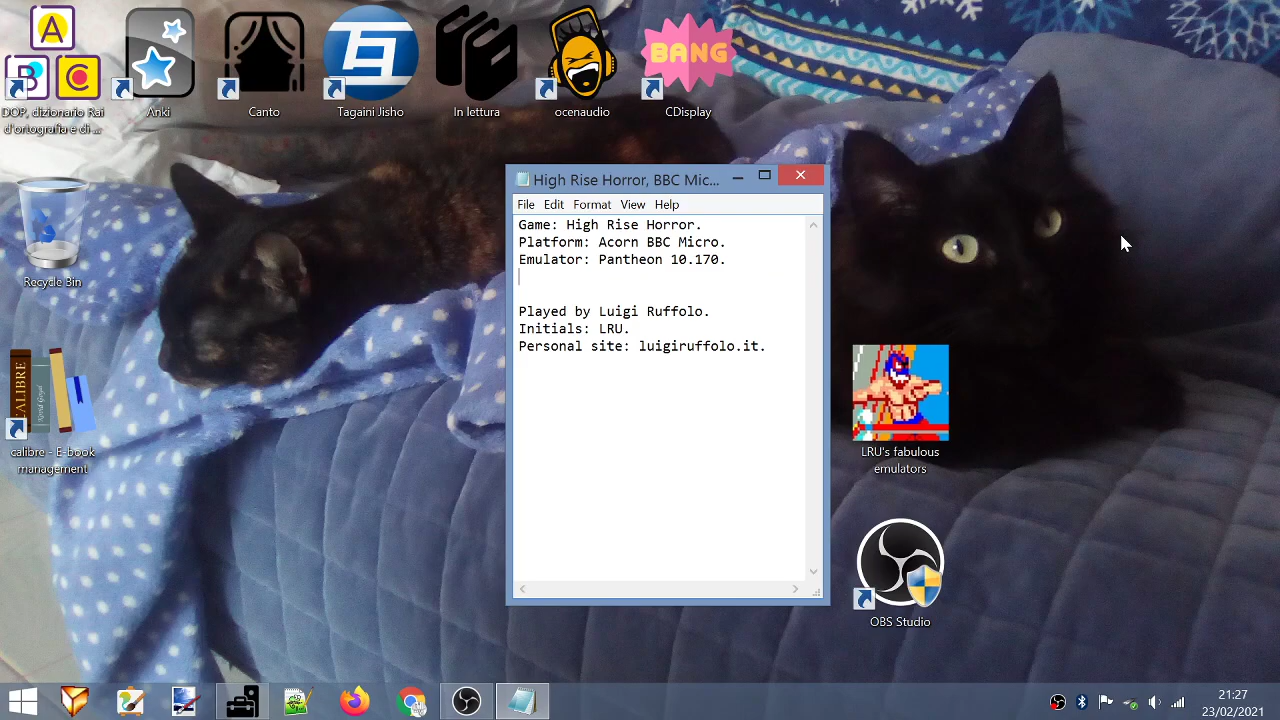 A
B
C
DOP, dizionario Rai
d'ortografia e di ...
Anki
Canto
Tagaini Jisho
In lettura
ocenaudio
BANG
CDisplay
Recycle Bin
CALIBRE
Kovid Goyal
calibre - E-book
management
High Rise Horror, BBC Mic...
File Edit Format View Help
Game: High Rise Horror.
Platform: Acorn BBC Micro.
Emulator: Pantheon 10.170.
Played by Luigi Ruffolo.
Initials: LRU.
Personal site: luigiruffolo.it.
LRU's fabulous
emulators
OBS Studio
21:27
23/02/2021